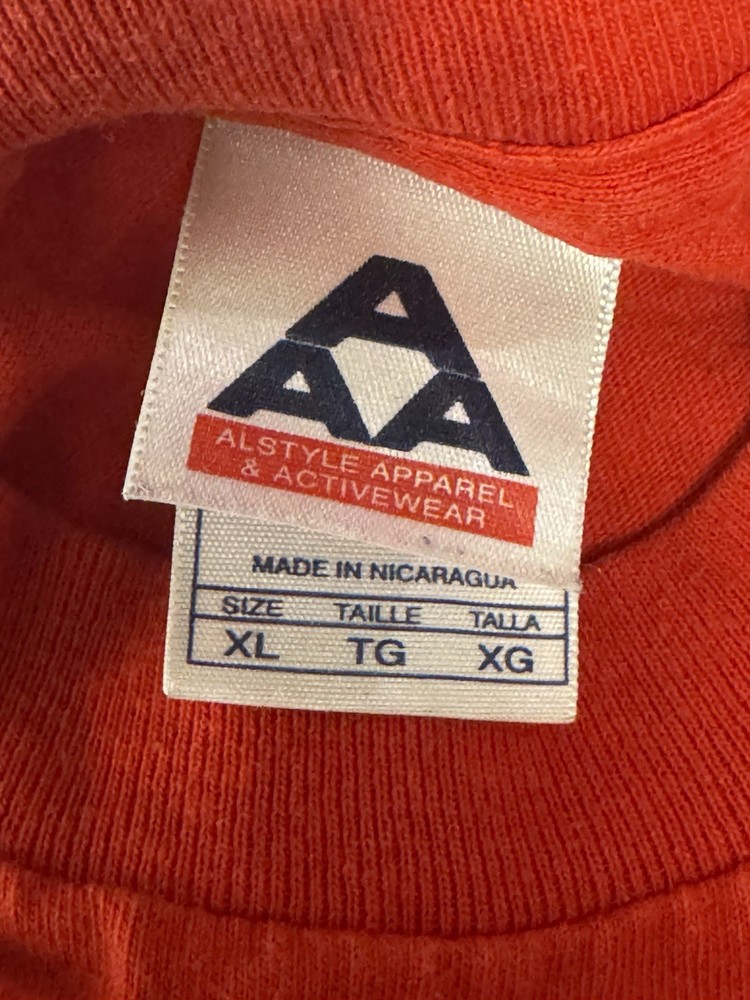 A
A A
ALSTYLE APPAREL
& ACTIVEWEAR
MADE IN NICARAGUA
SIZE TAILLE TALLA
XL TG XG